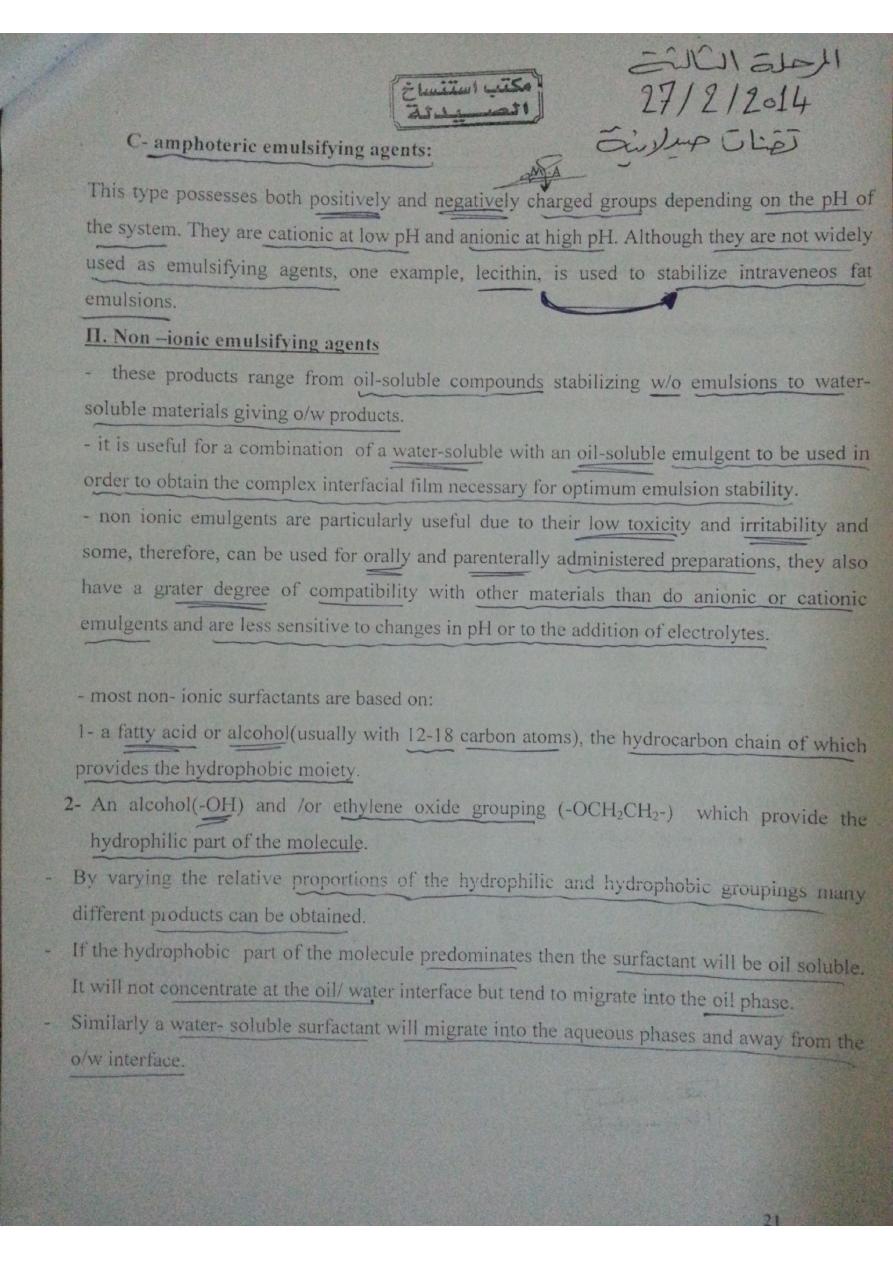 المرحلة الثالثة
مكتب استنساخ
الصيدلة
27/2/2014
تقنات صيدلانية
C- amphoteric emulsifying agents:
This type possesses both positively and negatively charged groups depending on the pH of
the system. They are cationic at low pH and anionic at high pH. Although they are not widely
used as emulsifying agents, one example, lecithin, is used to stabilize intraveneos fat
emulsions.
II. Non –ionic emulsifying agents
- these products range from oil-soluble compounds stabilizing w/o emulsions to water-
soluble materials giving o/w products.
- it is useful for a combination of a water-soluble with an oil-soluble emulgent to be used in
order to obtain the complex interfacial film necessary for optimum emulsion stability.
- non ionic emulgents are particularly useful due to their low toxicity and irritability and
some, therefore, can be used for orally and parenterally administered preparations, they also
have a grater degree of compatibility with other materials than do anionic or cationic
emulgents and are less sensitive to changes in pH or to the addition of electrolytes.
- most non- ionic surfactants are based on:
1- a fatty acid or alcohol(usually with 12-18 carbon atoms), the hydrocarbon chain of which
provides the hydrophobic moiety.
2- An alcohol(-OH) and /or ethylene oxide grouping (-OCH₂CH₂-) which provide the
hydrophilic part of the molecule.
- By varying the relative proportions of the hydrophilic and hydrophobic groupings many
different products can be obtained.
- If the hydrophobic part of the molecule predominates then the surfactant will be oil soluble.
It will not concentrate at the oil/ water interface but tend to migrate into the oil phase.
- Similarly a water- soluble surfactant will migrate into the aqueous phases and away from the
o/w interface.
21